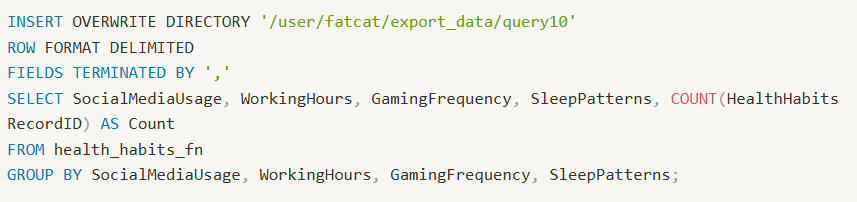 INSERT OVERWRITE DIRECTORY '/user/fatcat/export_data/query10'
ROW FORMAT DELIMITED
FIELDS TERMINATED BY ','
SELECT SocialMediaUsage, WorkingHours, GamingFrequency, SleepPatterns, COUNT(HealthHabits
RecordID) AS Count
FROM health_habits_fn
GROUP BY SocialMediaUsage, WorkingHours, GamingFrequency, SleepPatterns;